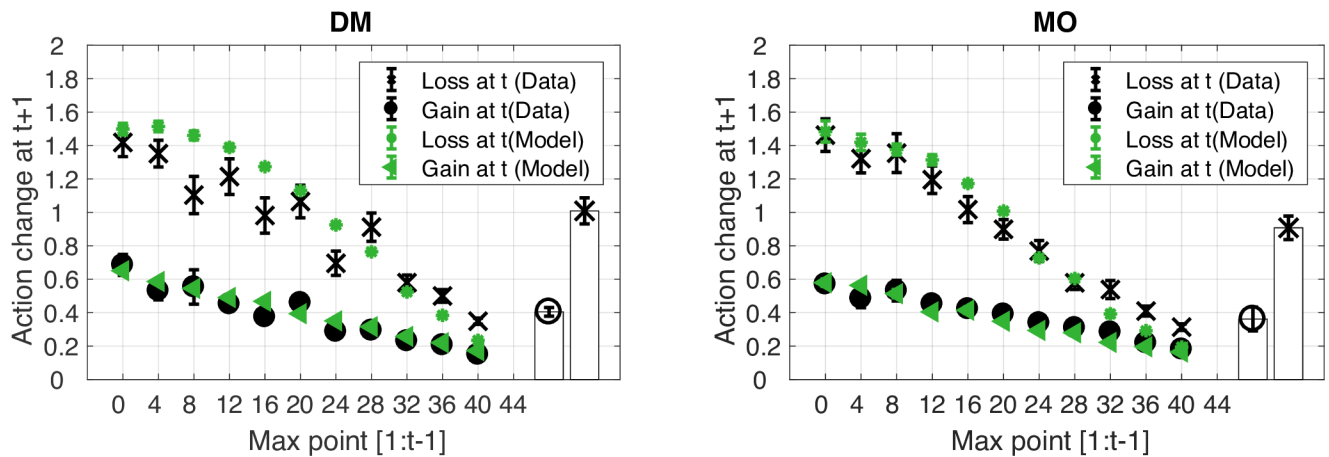 DM
Action change at t+1
2
1.8
1.6
1.4
1.2
1
0.8
0.6
0.4
0.2
0
Loss at t (Data)
Gain at t(Data)
Loss at t(Model)
Gain at t (Model)
0 4 8 12 16 20 24 28 32 36 40 44
Max point [1:t-1]
MO
Action change at t+1
2
1.8
1.6
1.4
1.2
1
0.8
0.6
0.4
0.2
0
Loss at t (Data)
Gain at t(Data)
Loss at t(Model)
Gain at t (Model)
0 4 8 12 16 20 24 28 32 36 40 44
Max point [1:t-1]